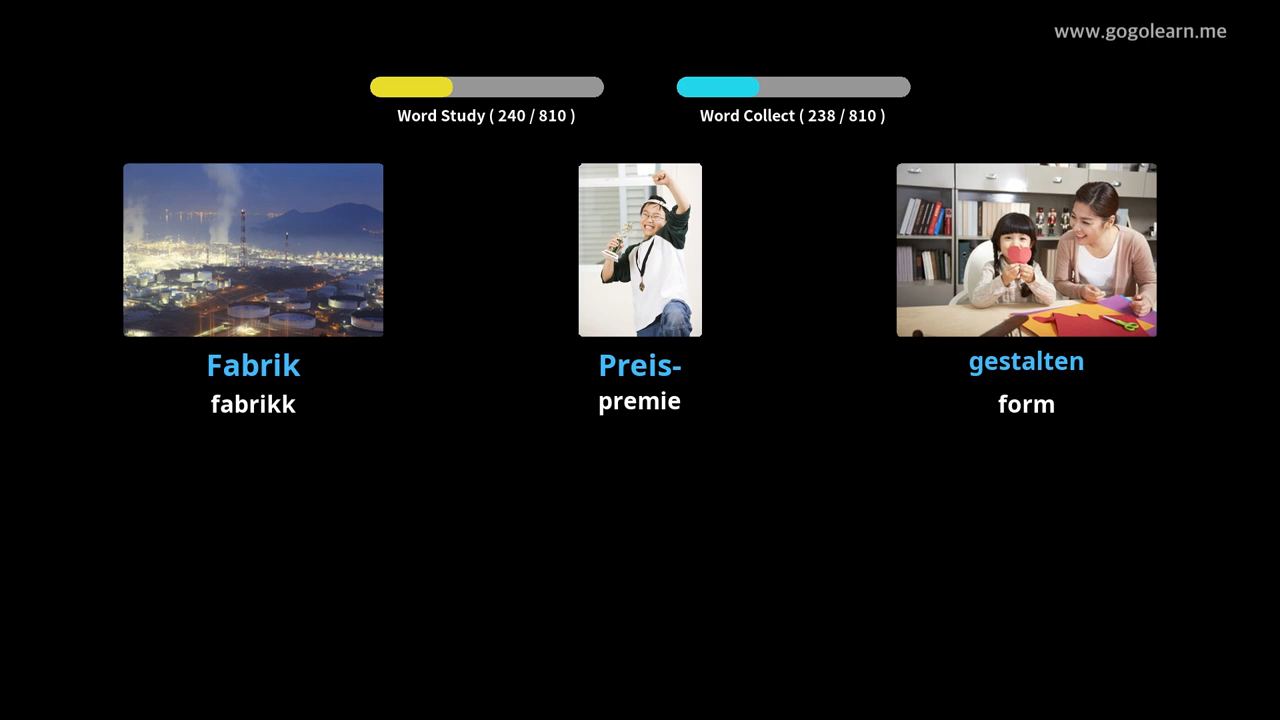 www.gogolearn.me
Word Study ( 240 / 810 )
Word Collect ( 238 / 810 )
Fabrik
fabrikk
Preis-
premie
gestalten
form